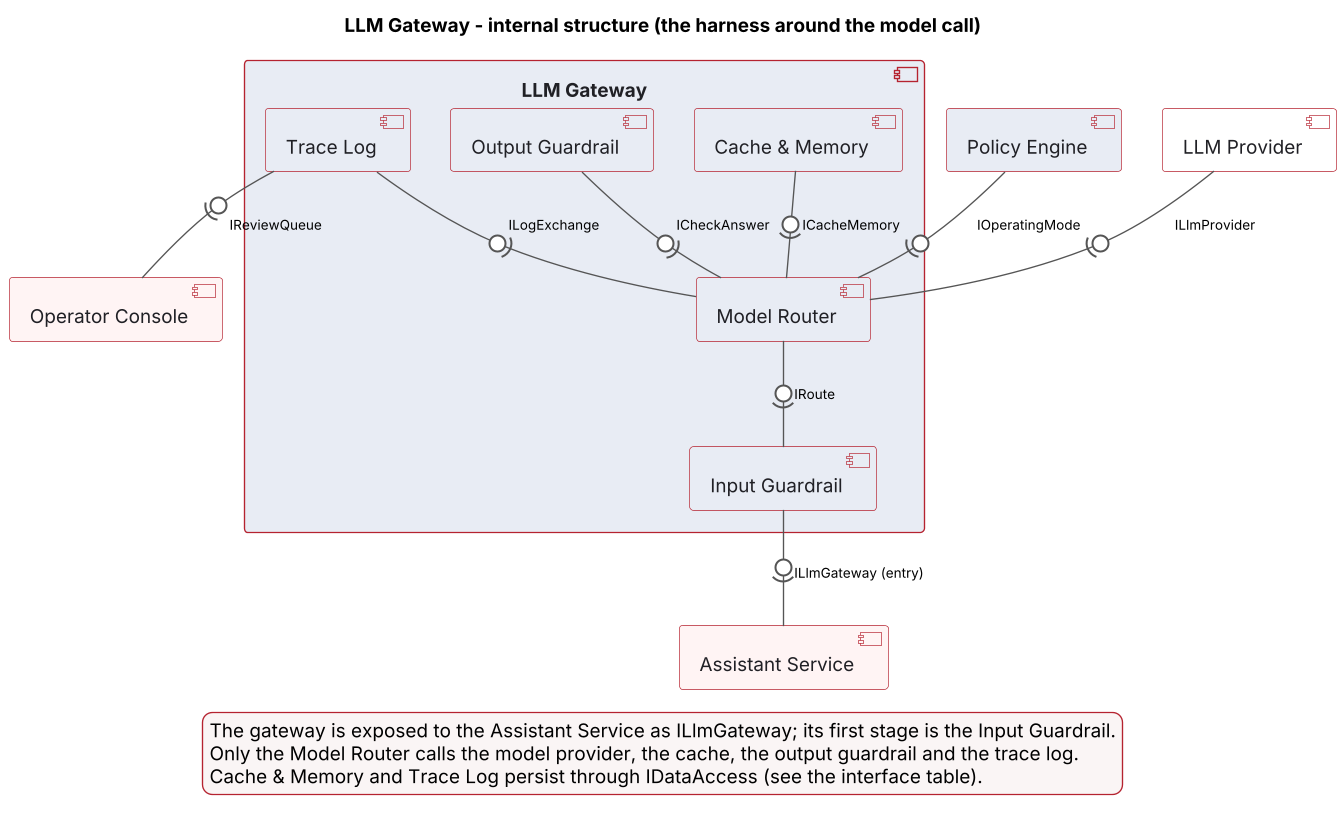 LLM Gateway - internal structure (the harness around the model call)
LLM Gateway
Trace Log
Output Guardrail
Cache & Memory
Policy Engine
LLM Provider
IReviewQueue
ILogExchange
ICheckAnswer
ICacheMemory
IOperatingMode
ILlmProvider
Operator Console
Model Router
IRoute
Input Guardrail
ILlmGateway (entry)
Assistant Service
The gateway is exposed to the Assistant Service as ILlmGateway; its first stage is the Input Guardrail.
Only the Model Router calls the model provider, the cache, the output guardrail and the trace log.
Cache & Memory and Trace Log persist through IDataAccess (see the interface table).